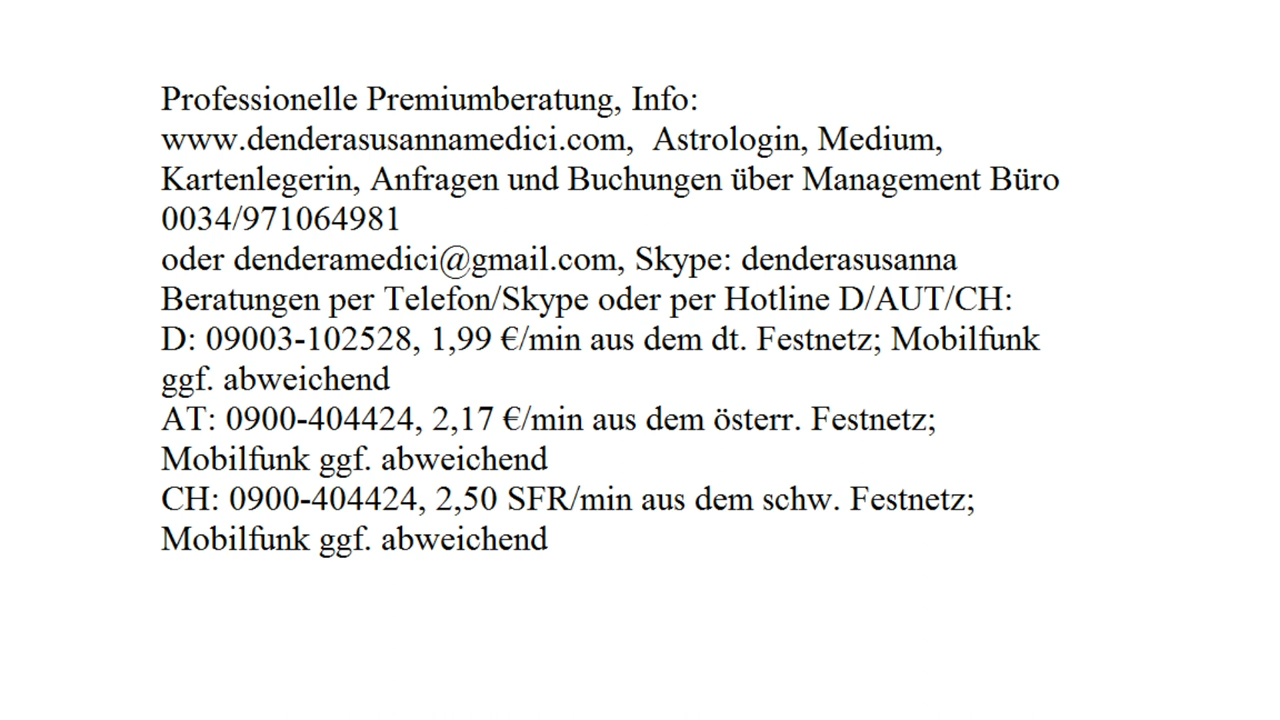 Professionelle Premiumberatung, Info:
www.denderasusannamedici.com,  Astrologin, Medium,
Kartenlegerin, Anfragen und Buchungen über Management Büro
0034/971064981
oder denderamedici@gmail.com, Skype: denderasusanna
Beratungen per Telefon/Skype oder per Hotline D/AUT/CH:
D: 09003-102528, 1,99 €/min aus dem dt. Festnetz; Mobilfunk
ggf. abweichend
AT: 0900-404424, 2,17 €/min aus dem österr. Festnetz;
Mobilfunk ggf. abweichend
CH: 0900-404424, 2,50 SFR/min aus dem schw. Festnetz;
Mobilfunk ggf. abweichend